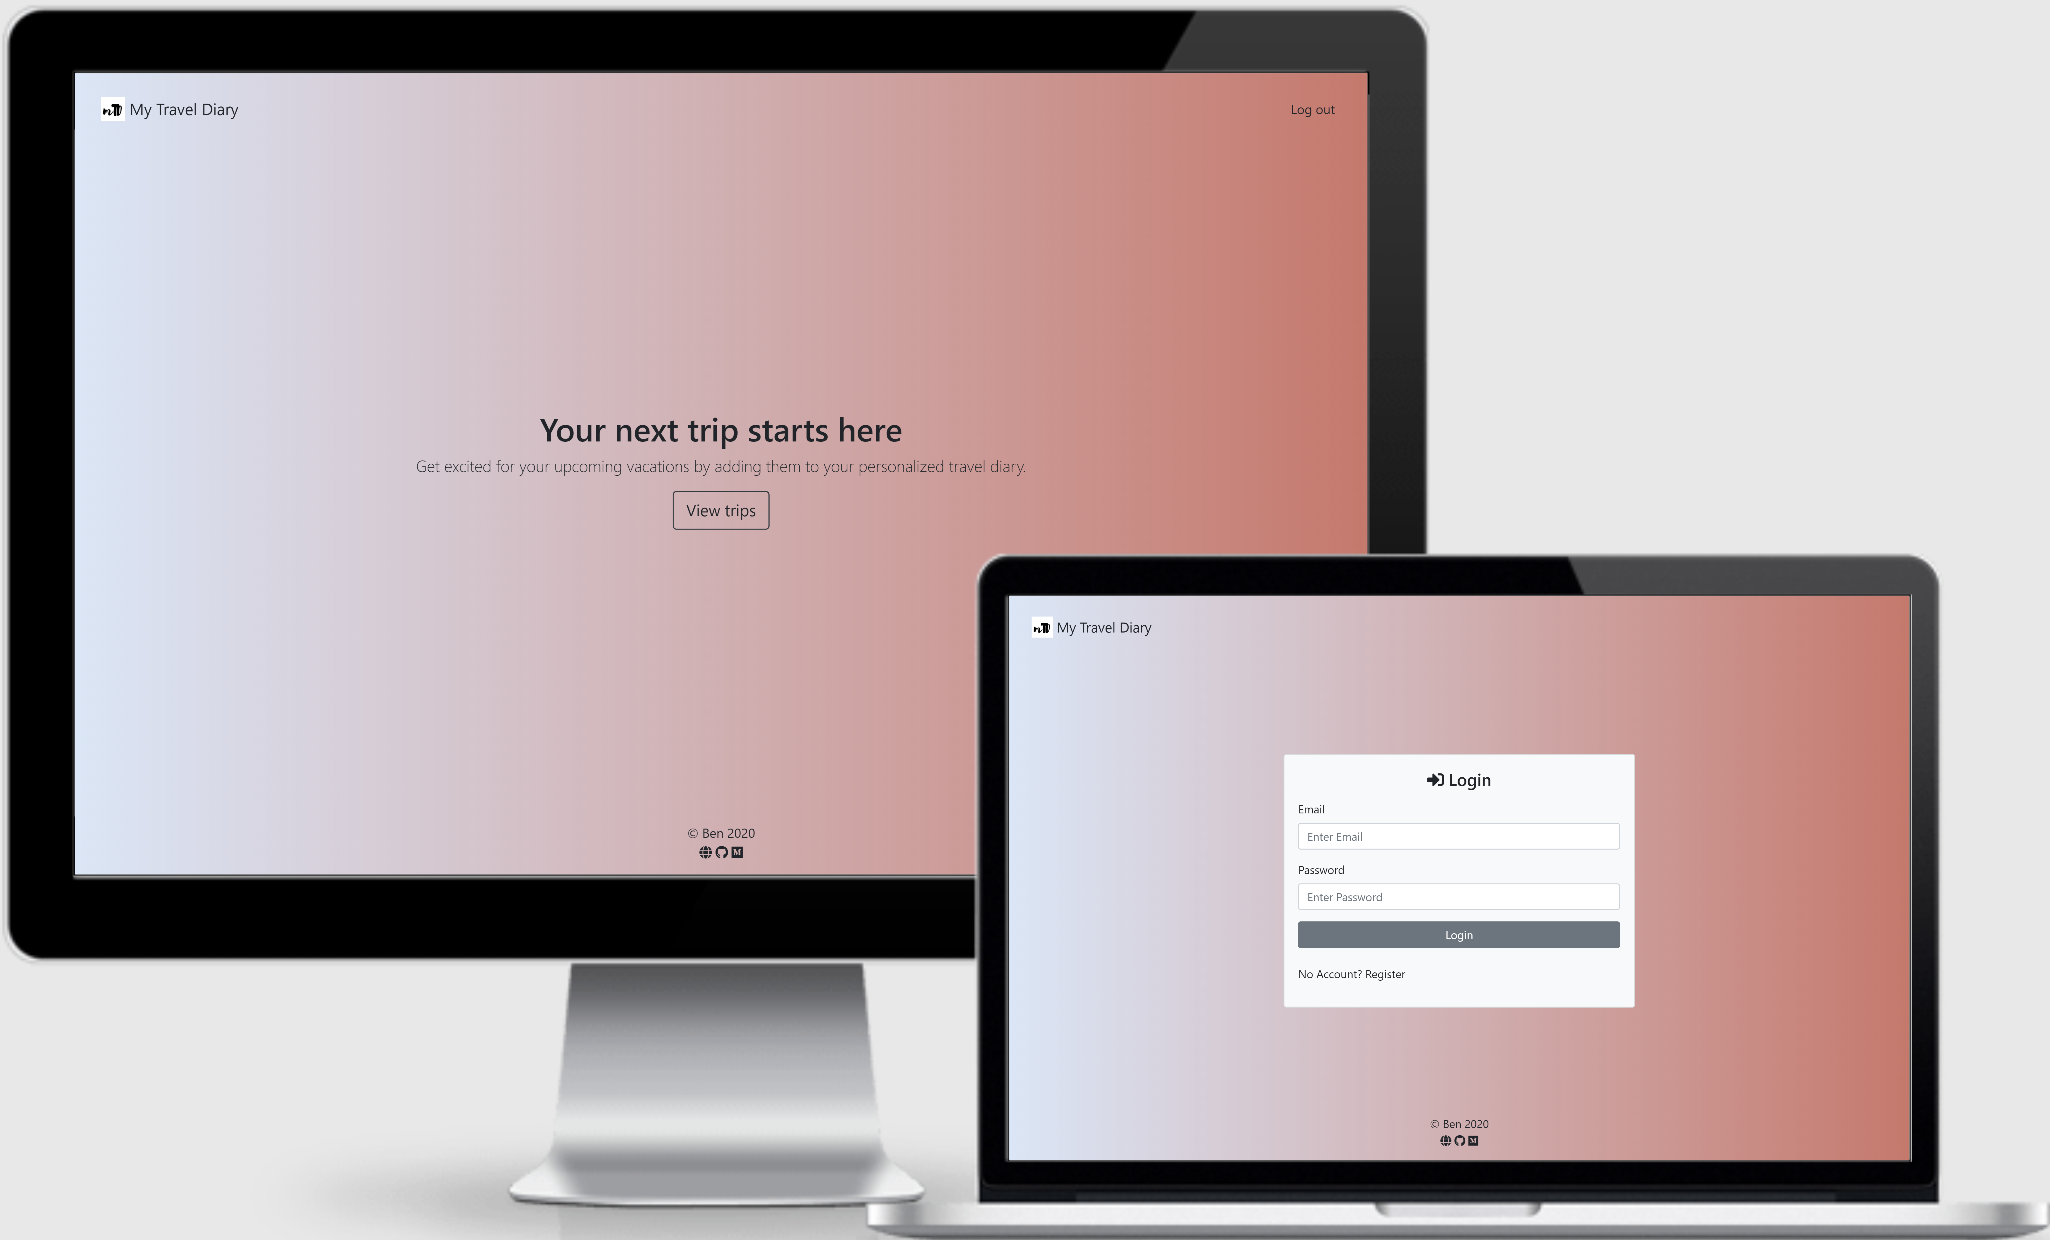 My Travel Diary
Log out
Your next trip starts here
Get excited for your upcoming vacations by adding them to your personalized travel diary.
View trips
© Ben 2020
My Travel Diary
Login
Email
Enter Email
Password
Enter Password
Login
No Account? Register
© Ben 2020